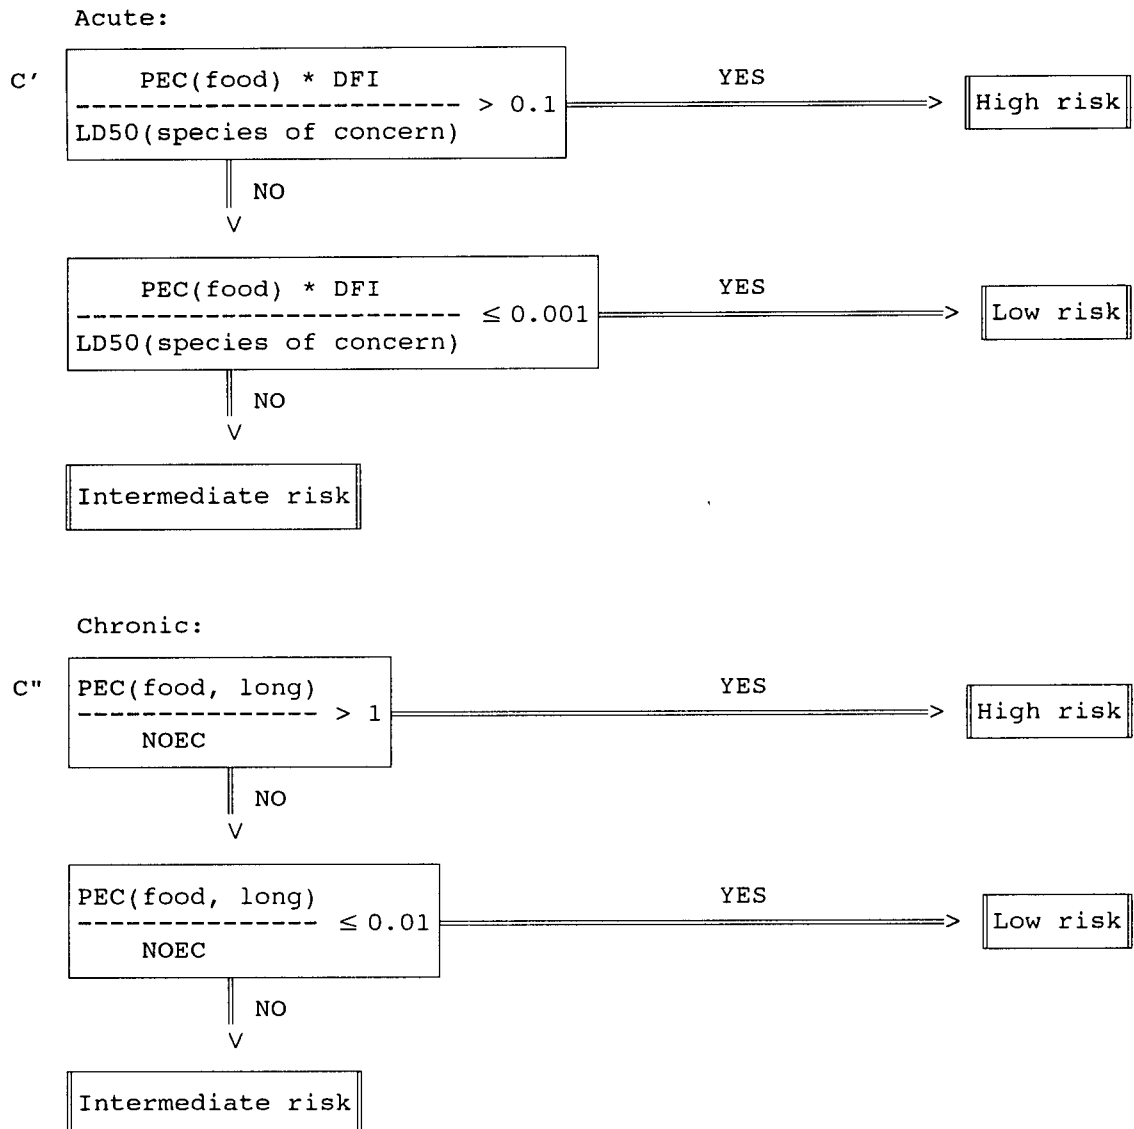 Acute:
C' PEC(food) * DFI
------------------------ > 0.1 YES > High risk
LD50(species of concern)
NO
V
PEC(food) * DFI
------------------------ ≤ 0.001 YES > Low risk
LD50(species of concern)
NO
V
Intermediate risk
Chronic:
C" PEC(food, long)
--------------- > 1 YES > High risk
NOEC
NO
V
PEC(food, long)
--------------- ≤ 0.01 YES > Low risk
NOEC
NO
V
Intermediate risk